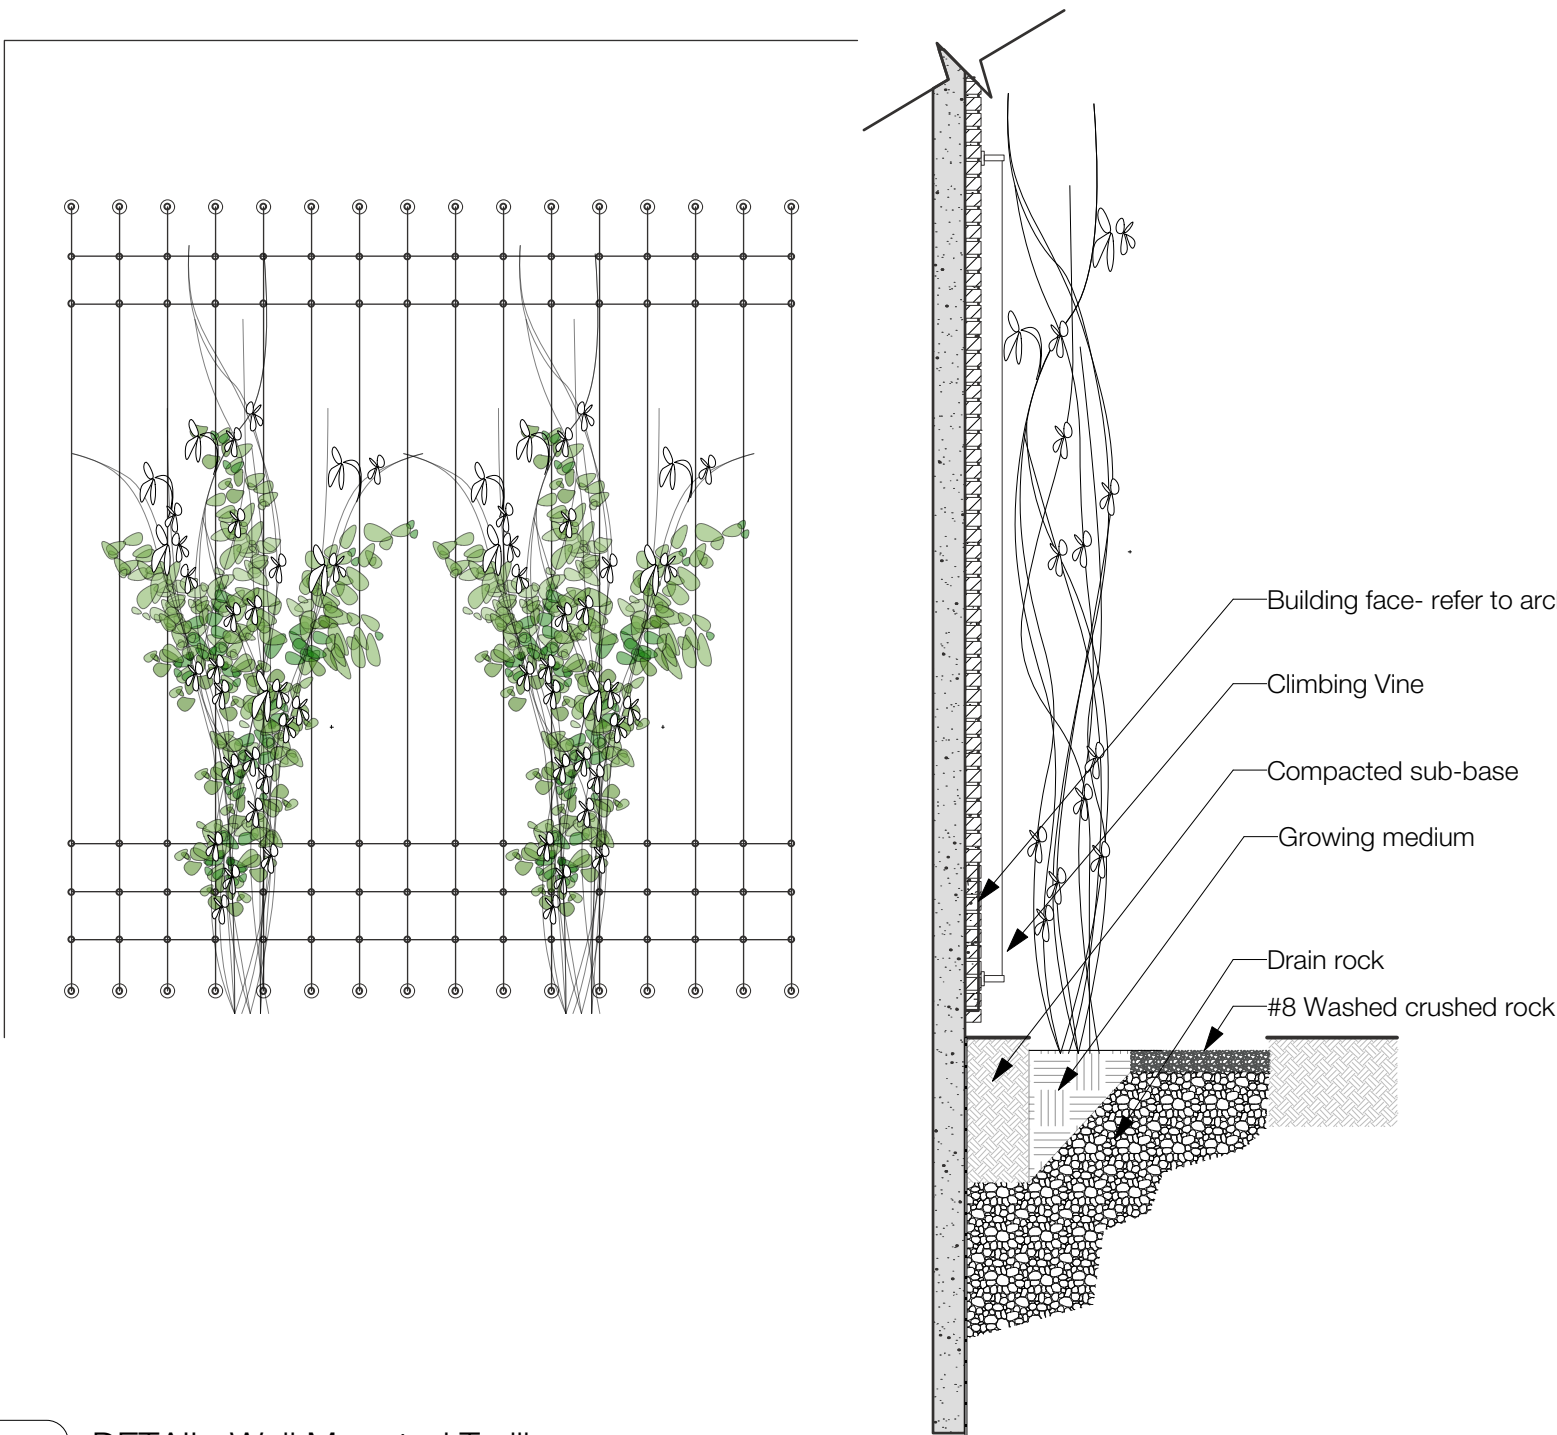 Building face- refer to arc
Climbing Vine
Compacted sub-base
Growing medium
Drain rock
#8 Washed crushed rock